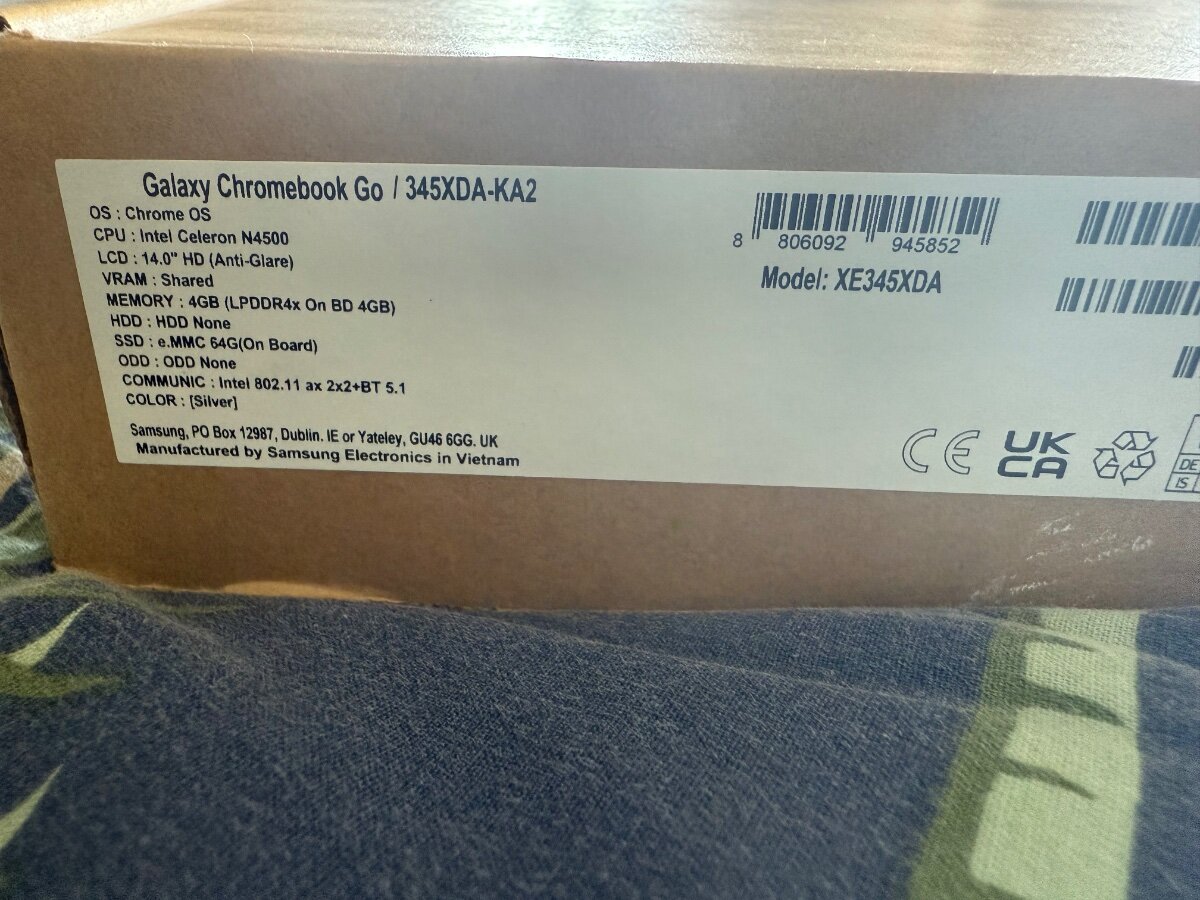 Galaxy Chromebook Go / 345XDA-KA2
OS : Chrome OS
CPU : Intel Celeron N4500
LCD : 14.0" HD (Anti-Glare)
VRAM : Shared
MEMORY : 4GB (LPDDR4x On BD 4GB)
HDD : HDD None
SSD : e.MMC 64G(On Board)
ODD : ODD None
COMMUNIC : Intel 802.11 ax 2x2+BT 5.1
COLOR : [Silver]
Samsung, PO Box 12987, Dublin. IE or Yateley, GU46 6GG. UK
Manufactured by Samsung Electronics in Vietnam
8 806092 945852
Model: XE345XDA
CE
UK
CA
DE
IS